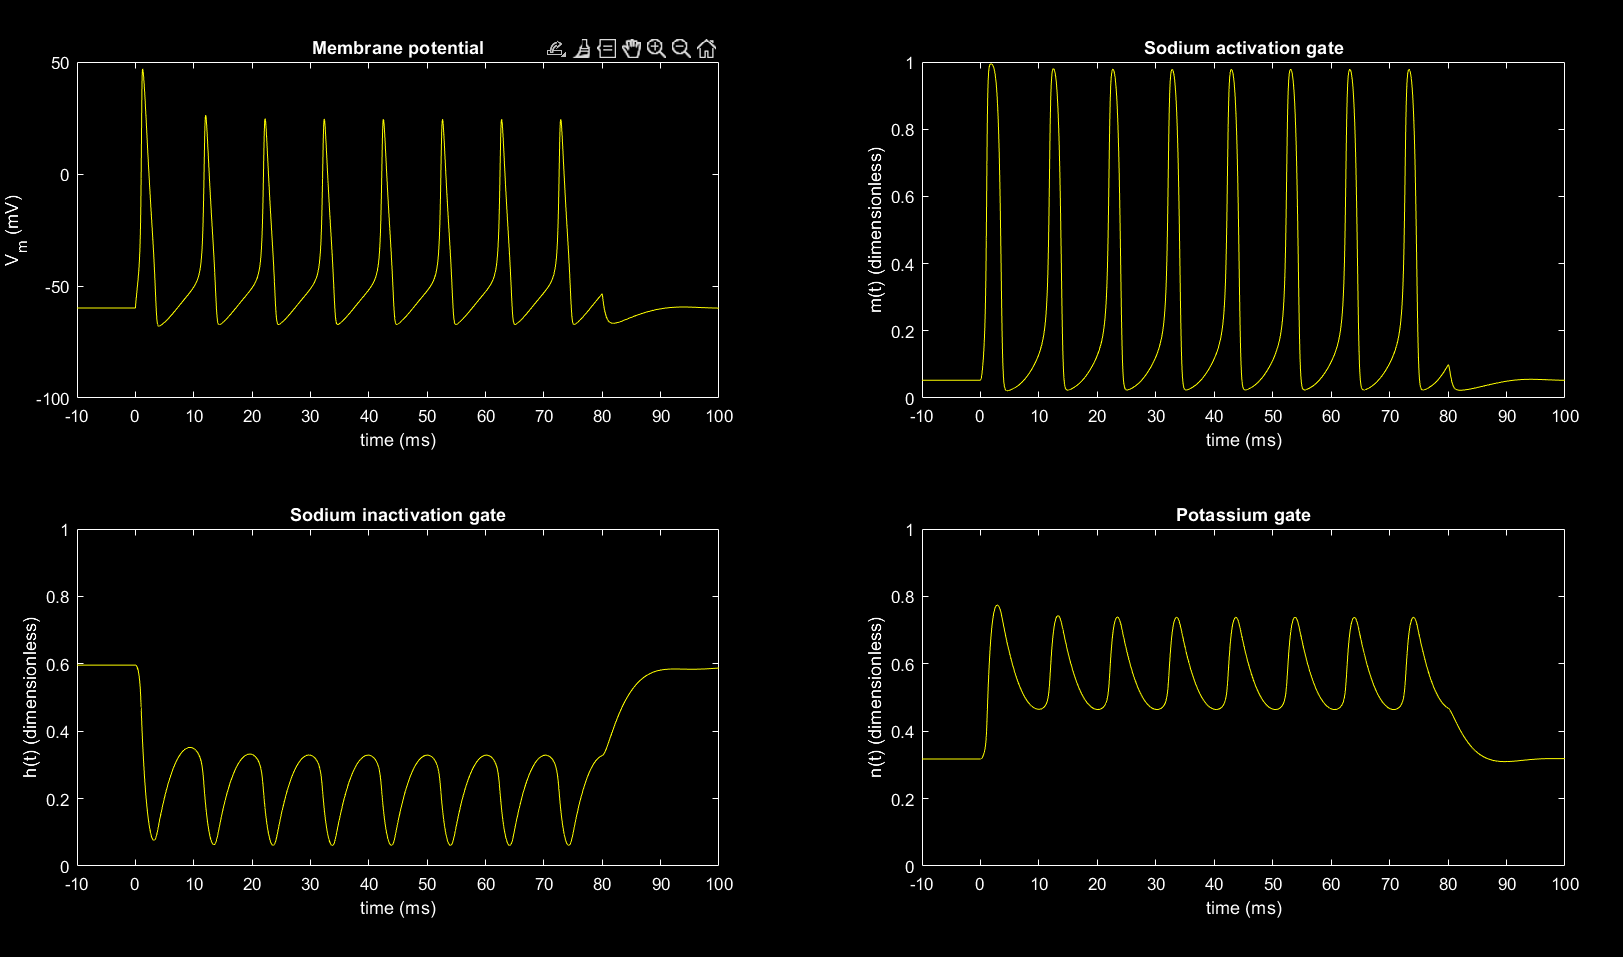 Membrane potential
50
0
-50
-100
V_m (mV)
-10 0 10 20 30 40 50 60 70 80 90 100
time (ms)
Sodium activation gate
1
0.8
0.6
0.4
0.2
0
m(t) (dimensionless)
-10 0 10 20 30 40 50 60 70 80 90 100
time (ms)
Sodium inactivation gate
1
0.8
0.6
0.4
0.2
0
h(t) (dimensionless)
-10 0 10 20 30 40 50 60 70 80 90 100
time (ms)
Potassium gate
1
0.8
0.6
0.4
0.2
0
n(t) (dimensionless)
-10 0 10 20 30 40 50 60 70 80 90 100
time (ms)